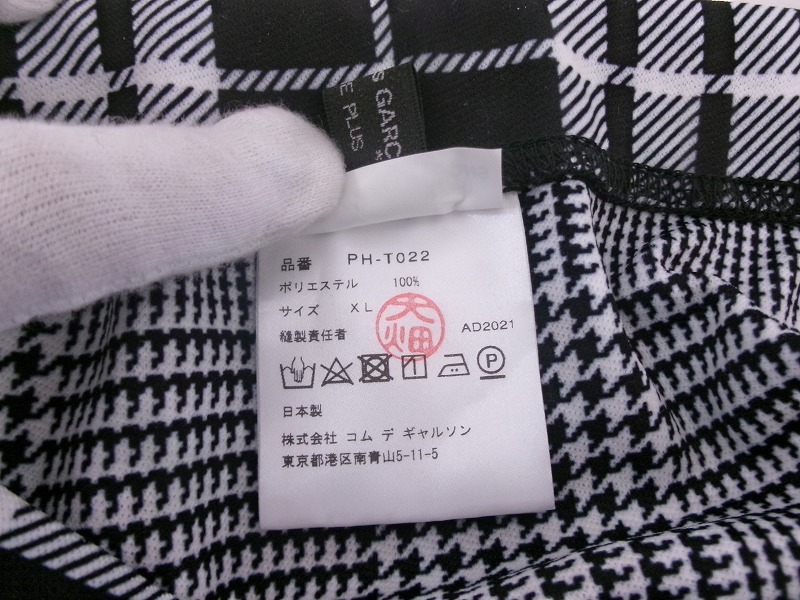 S GARÇ
E PLUS
品番 PH-T022
ポリエステル 100%
サイズ XL
縫製責任者 大畑 AD2021
P
日本製
株式会社 コム デ ギャルソン
東京都港区南青山5-11-5